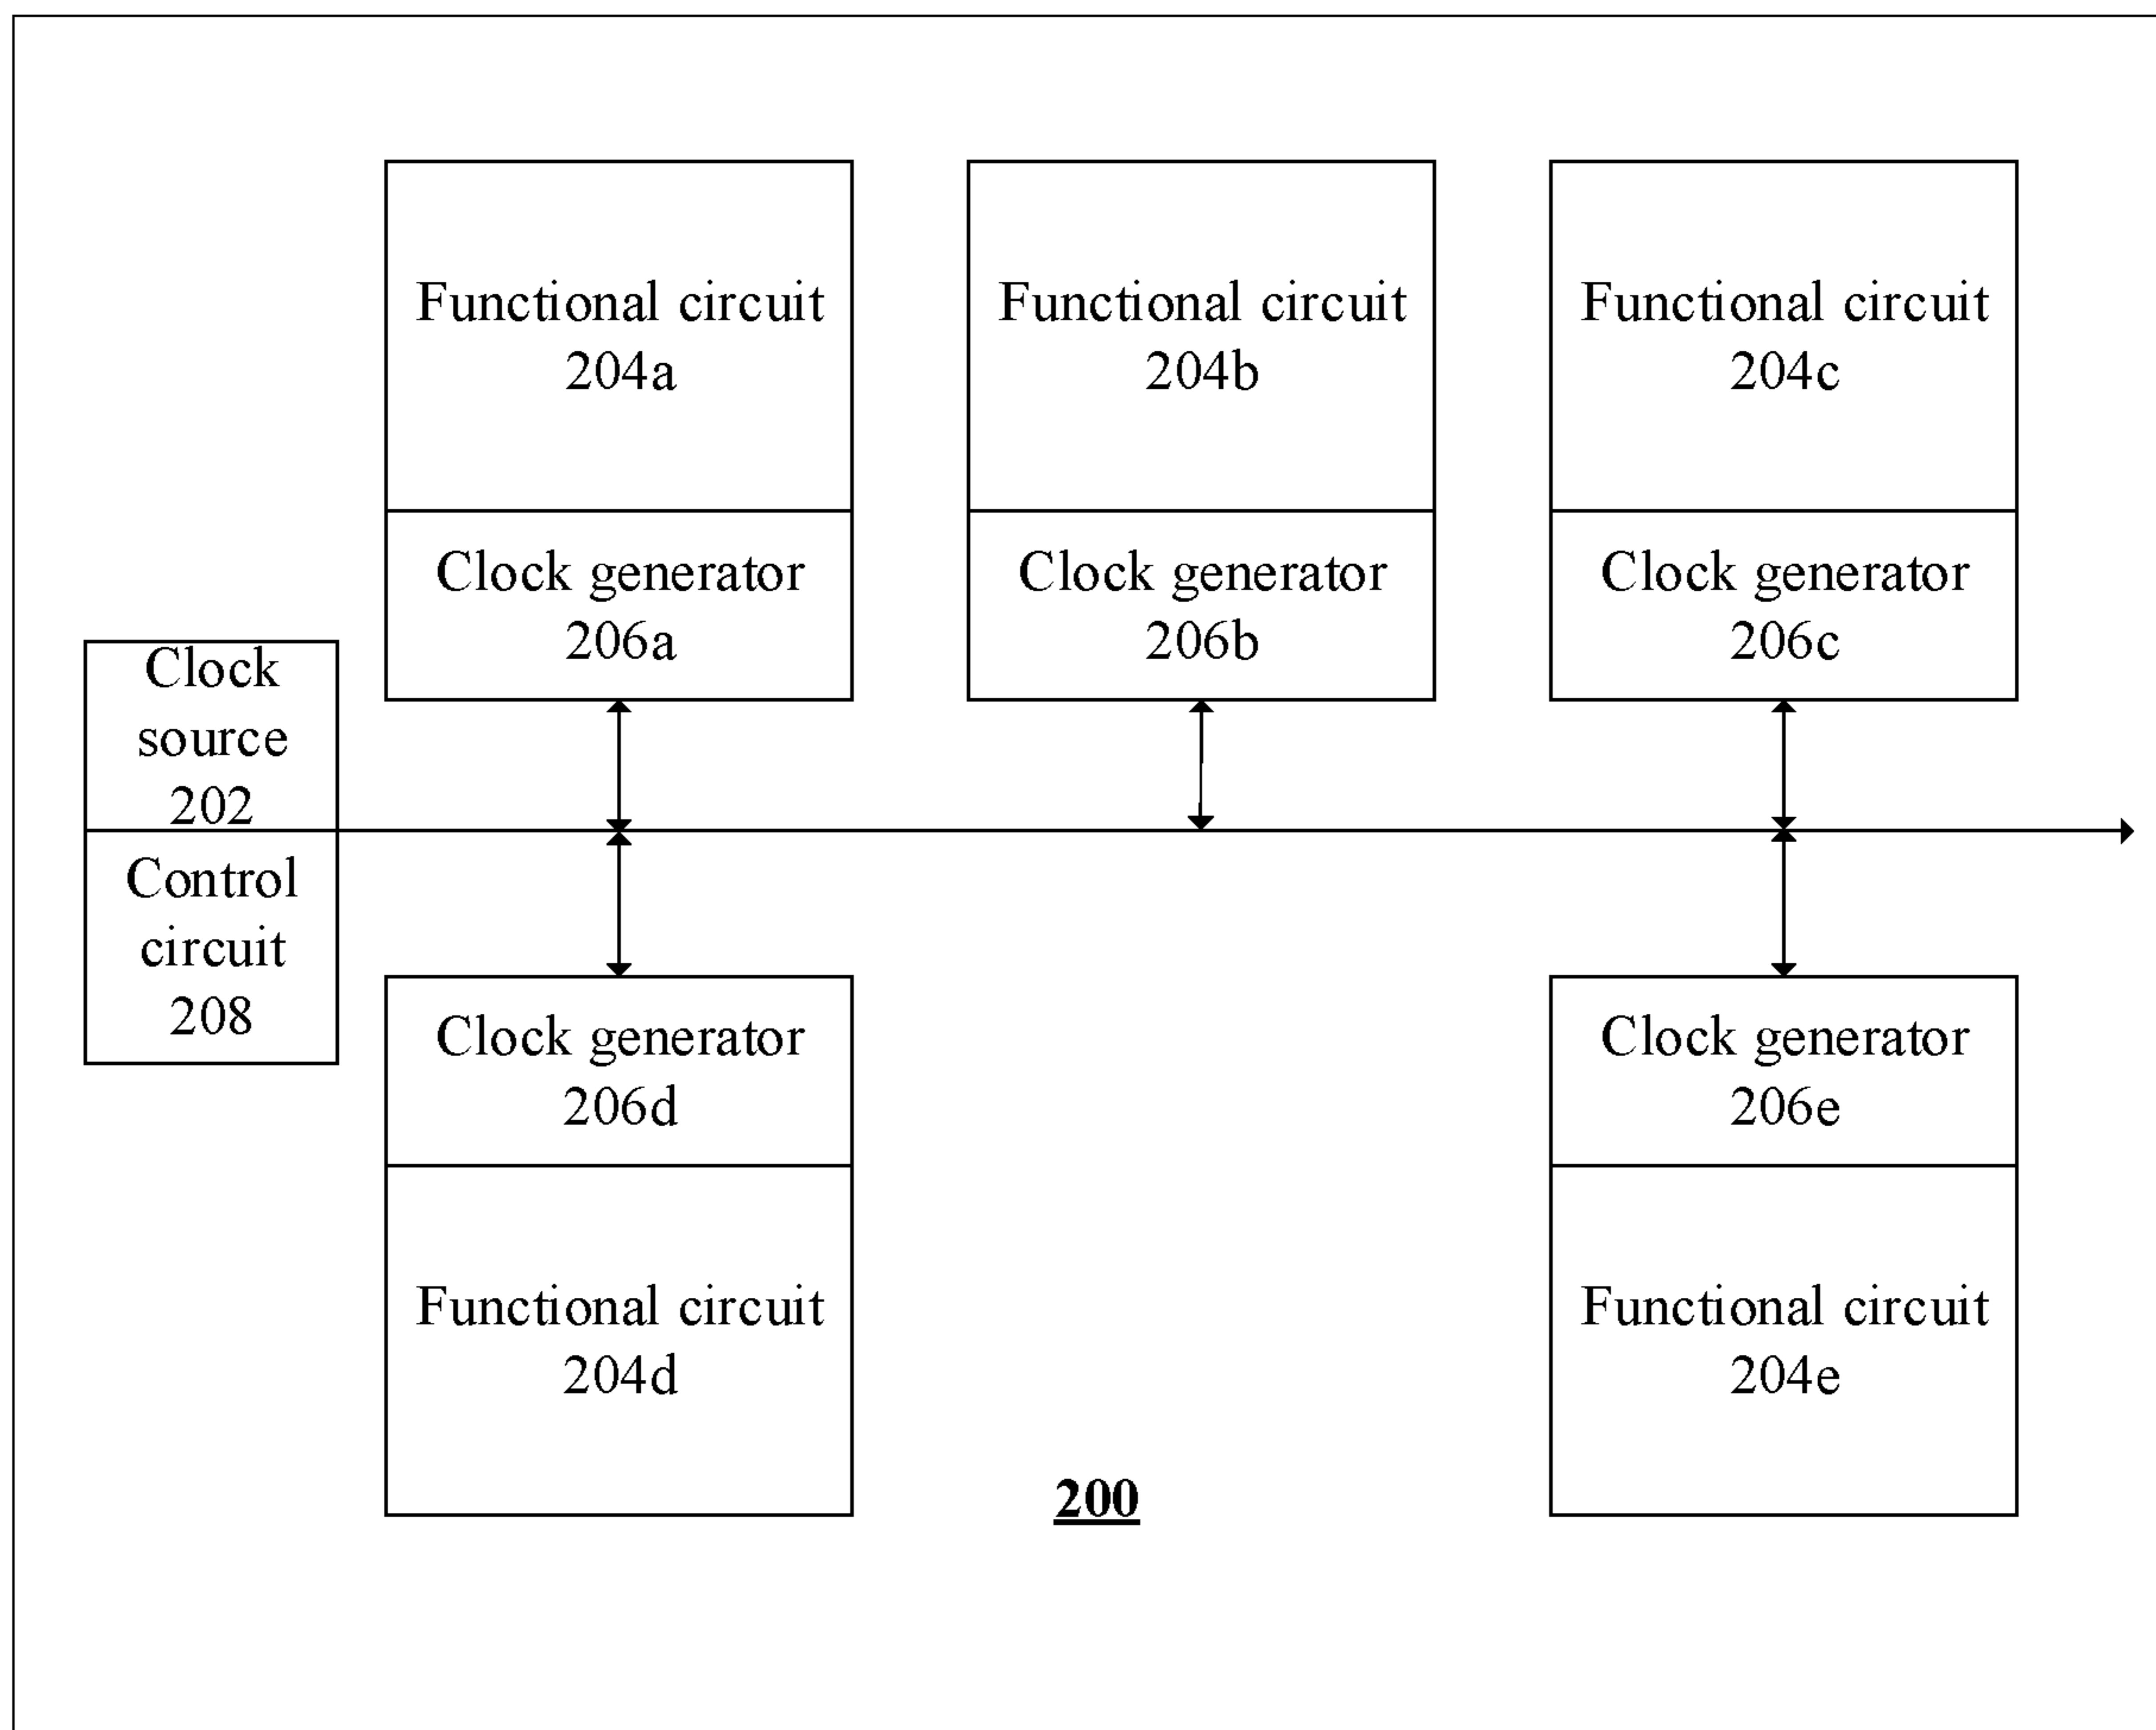 Functional circuit
204a
Functional circuit
204b
Functional circuit
204c
Clock generator
206a
Clock generator
206b
Clock generator
206c
Clock
source
202
Control
circuit
208
Clock generator
206d
Clock generator
206e
Functional circuit
204d
Functional circuit
204e
200